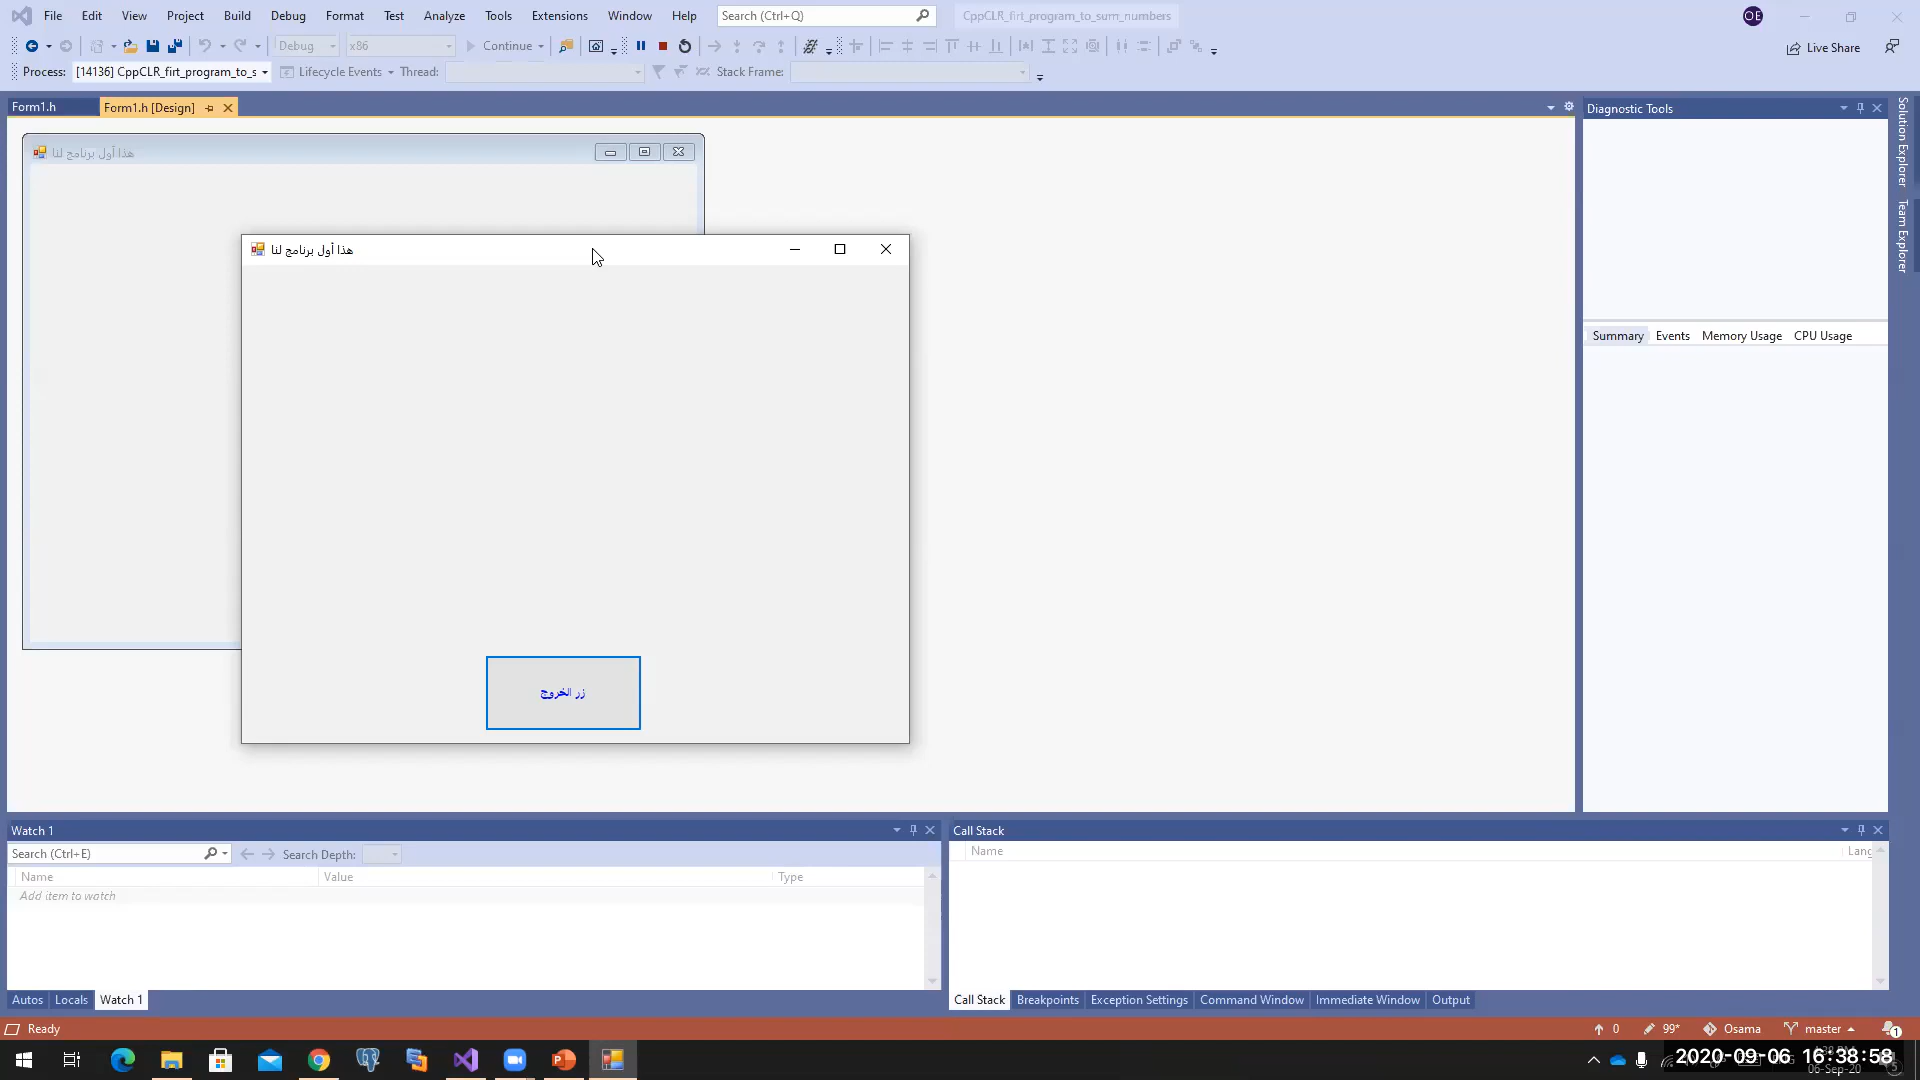 File Edit View Project Build Debug Format Test Analyze Tools Extensions Window Help Search (Ctrl+Q) CppCLR_firt_program_to_sum_numbers OE
Debug x86 Continue Live Share
Process: [14136] CppCLR_firt_program_to_s Lifecycle Events Thread: Stack Frame:
Form1.h Form1.h [Design] Diagnostic Tools
Solution Explorer
Team Explorer
هذا أول برنامج لنا
هذا أول برنامج لنا
Summary Events Memory Usage CPU Usage
زر الخروج
Watch 1
Search (Ctrl+E) Search Depth:
Name Value Type
Add item to watch
Autos Locals Watch 1
Call Stack
Name Lang
Call Stack Breakpoints Exception Settings Command Window Immediate Window Output
Ready 0 99* Osama master 1
2020-09-06 16:38:58
06-Sep-20